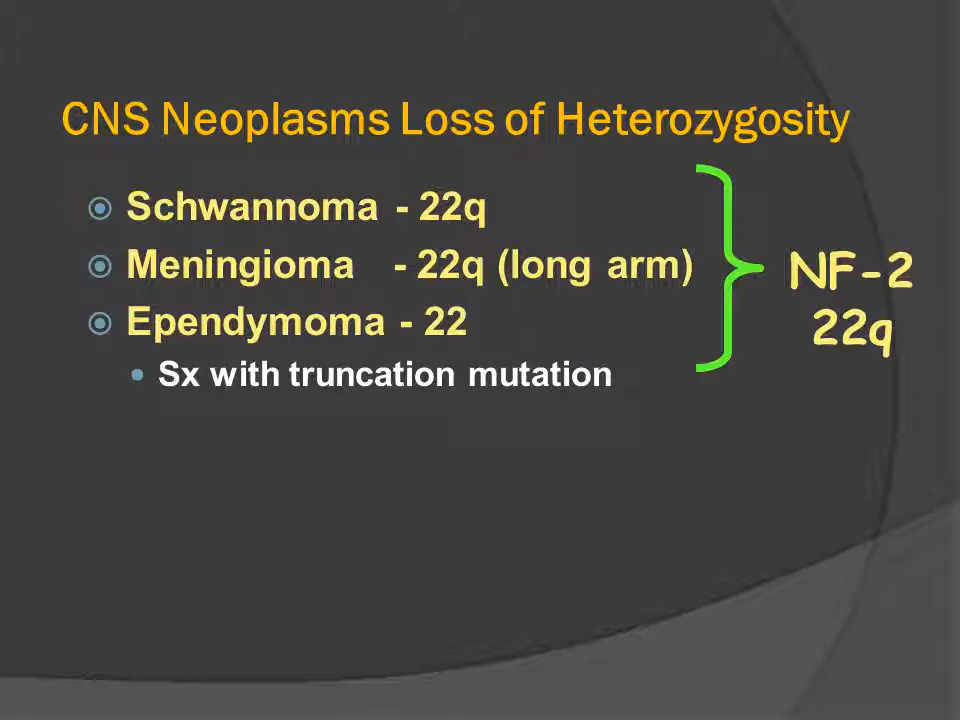 CNS Neoplasms Loss of Heterozygosity
Schwannoma - 22q
Meningioma - 22q (long arm)
Ependymoma - 22
Sx with truncation mutation
NF-2
22q